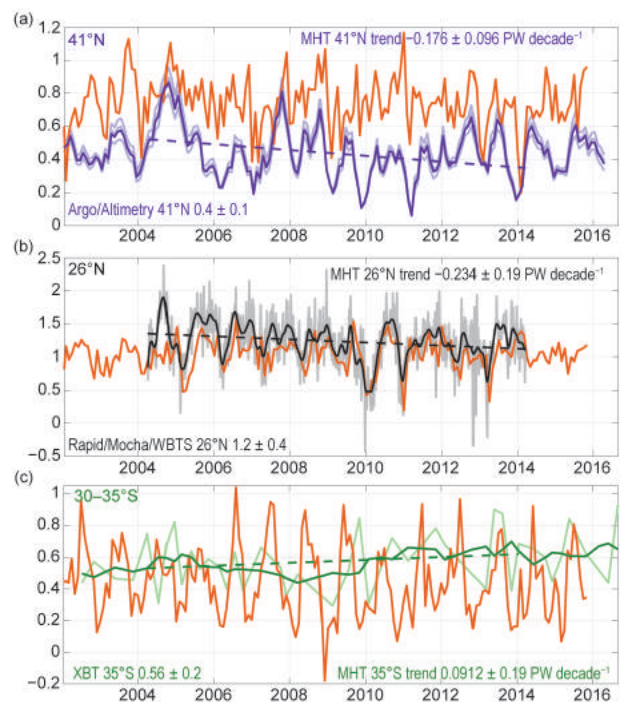 (a)
41°N
MHT 41°N trend −0.176 ± 0.096 PW decade⁻¹
1.2
1
0.8
0.6
0.4
0.2
0
Argo/Altimetry 41°N 0.4 ± 0.1
2004 2006 2008 2010 2012 2014 2016
(b)
26°N
MHT 26°N trend −0.234 ± 0.19 PW decade⁻¹
2.5
2
1.5
1
0.5
0
−0.5
Rapid/Mocha/WBTS 26°N 1.2 ± 0.4
2004 2006 2008 2010 2012 2014 2016
(c)
30–35°S
1
0.8
0.6
0.4
0.2
0
−0.2
XBT 35°S 0.56 ± 0.2
MHT 35°S trend 0.0912 ± 0.19 PW decade⁻¹
2004 2006 2008 2010 2012 2014 2016